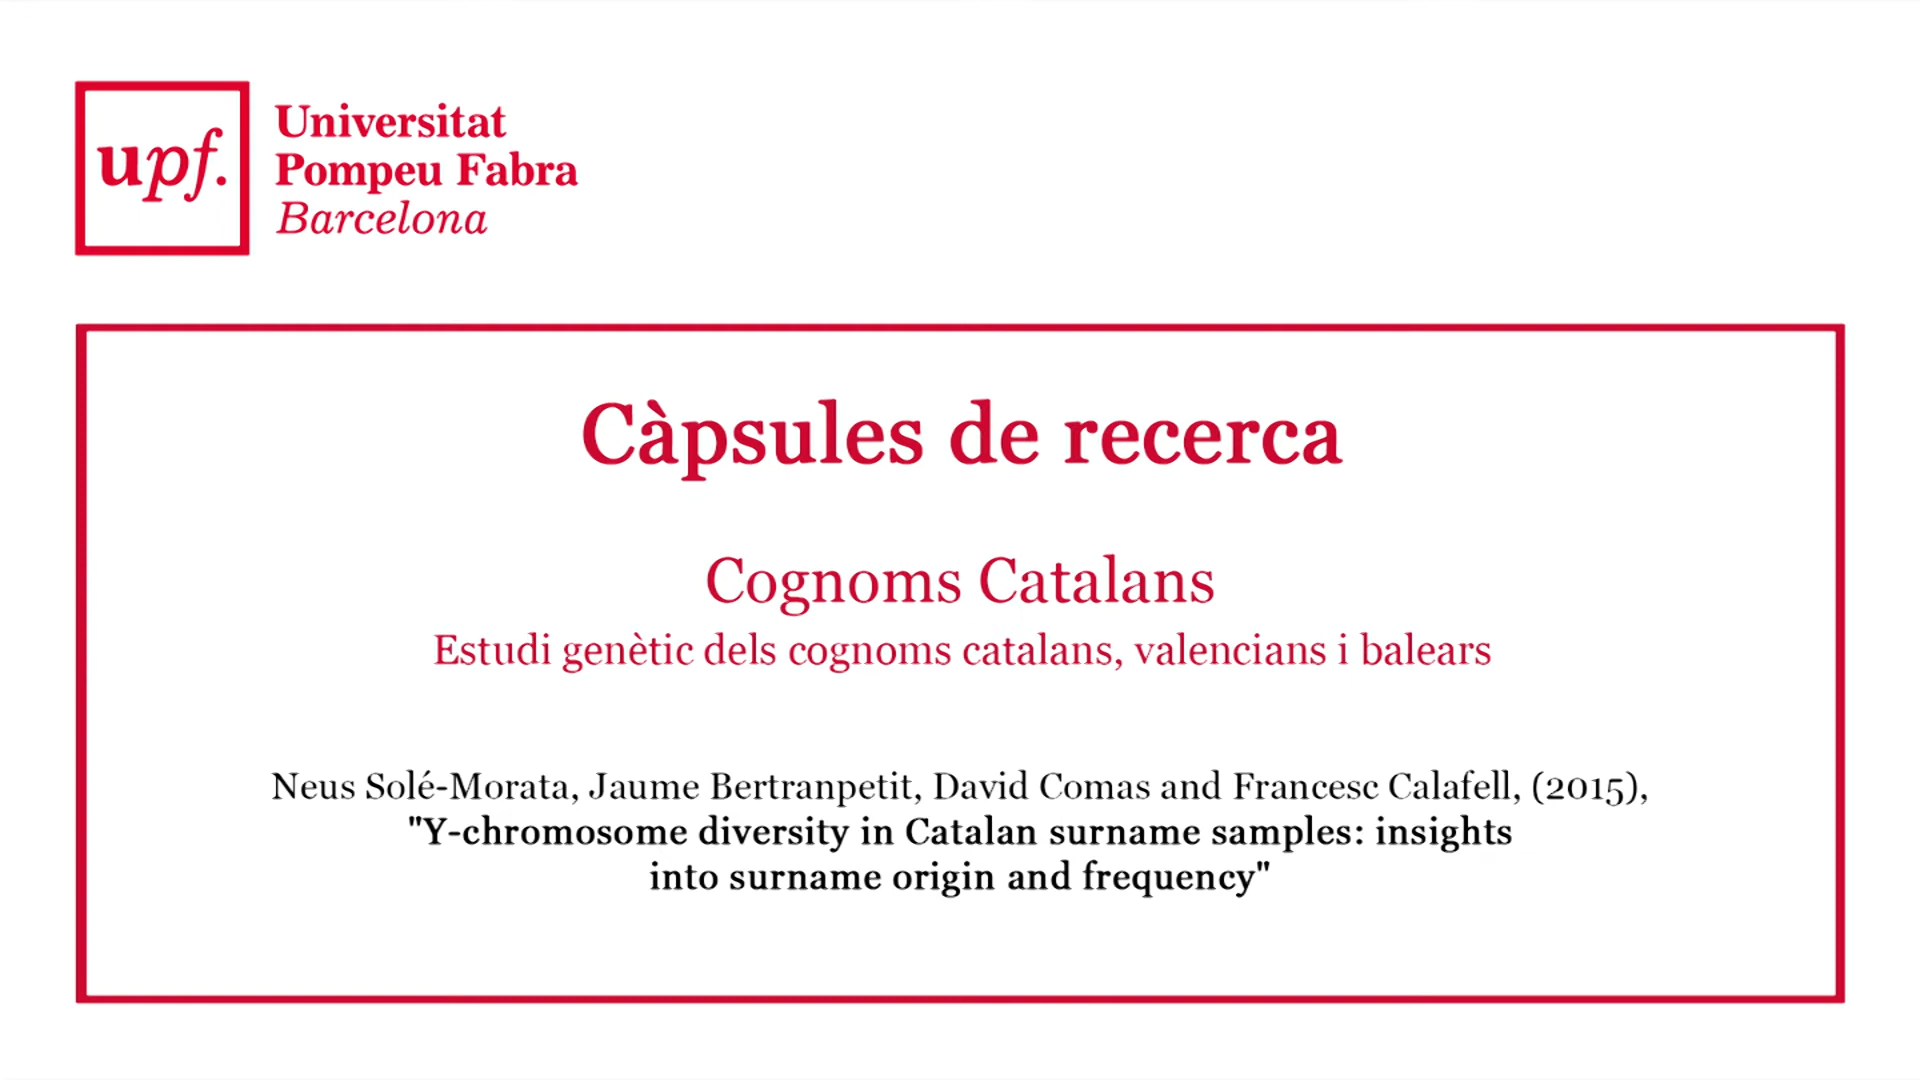 upf.
Universitat
Pompeu Fabra
Barcelona
Càpsules de recerca
Cognoms Catalans
Estudi genètic dels cognoms catalans, valencians i balears
Neus Solé-Morata, Jaume Bertranpetit, David Comas and Francesc Calafell, (2015),
"Y-chromosome diversity in Catalan surname samples: insights
into surname origin and frequency"